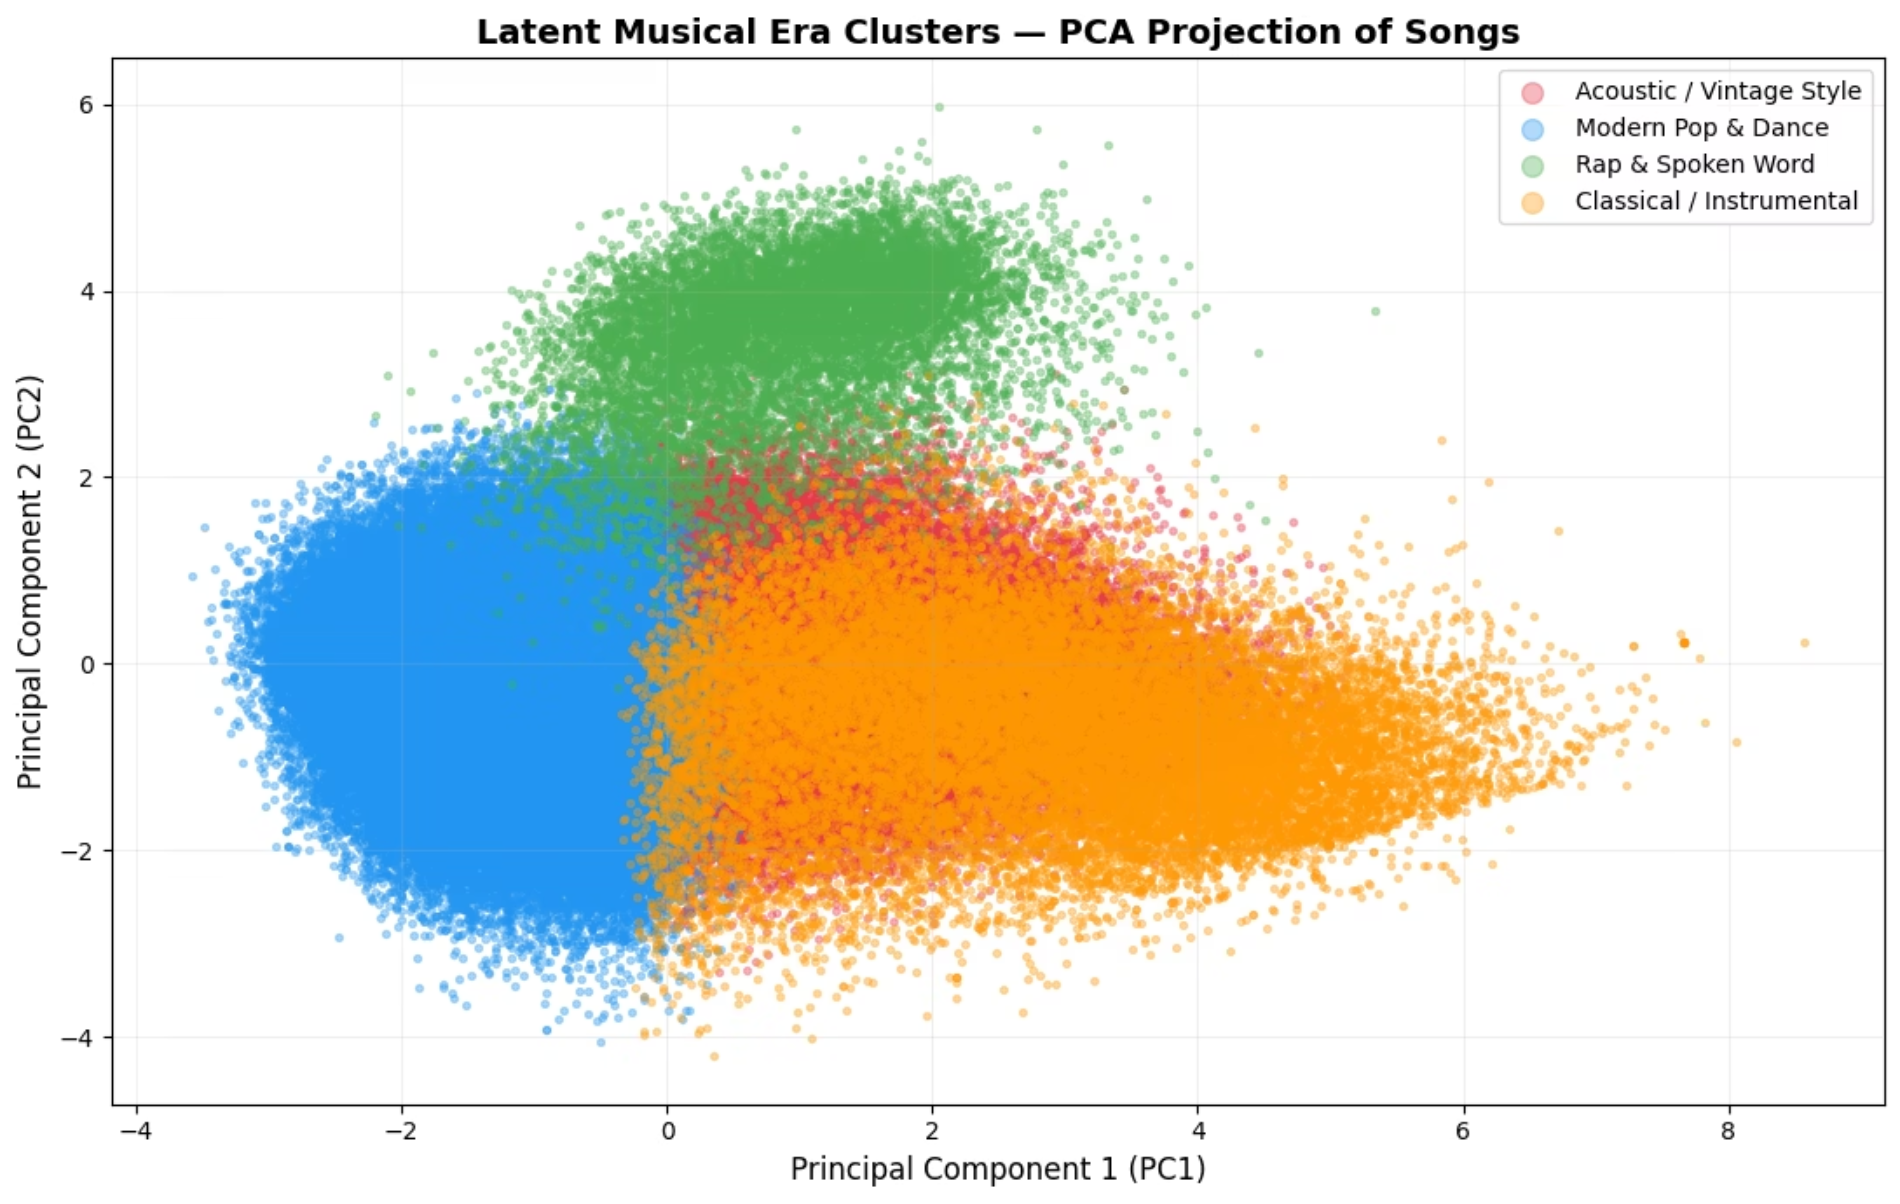 Latent Musical Era Clusters — PCA Projection of Songs
Acoustic / Vintage Style
Modern Pop & Dance
Rap & Spoken Word
Classical / Instrumental
Principal Component 2 (PC2)
6
4
2
0
−2
−4
−4
−2
0
2
4
6
8
Principal Component 1 (PC1)